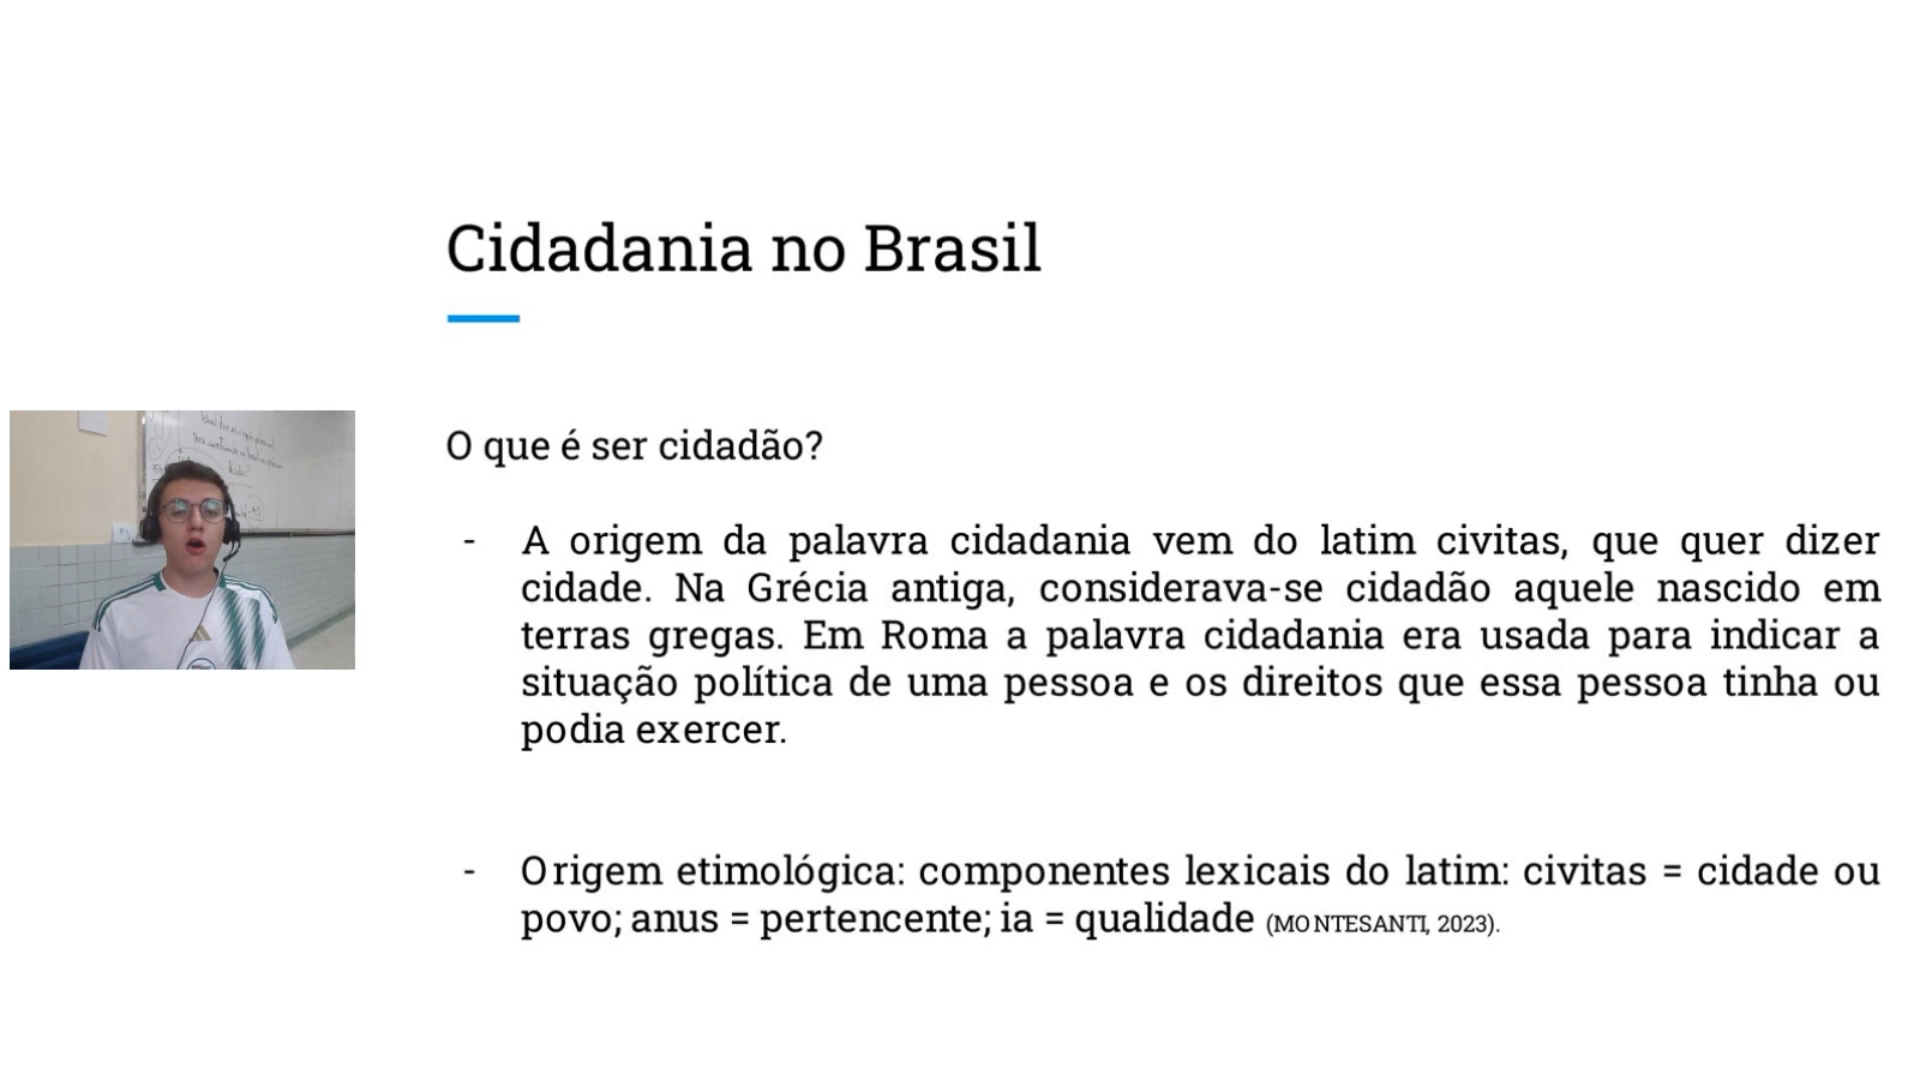 Cidadania no Brasil
O que é ser cidadão?
- A origem da palavra cidadania vem do latim civitas, que quer dizer
cidade. Na Grécia antiga, considerava-se cidadão aquele nascido em
terras gregas. Em Roma a palavra cidadania era usada para indicar a
situação política de uma pessoa e os direitos que essa pessoa tinha ou
podia exercer.
- Origem etimológica: componentes lexicais do latim: civitas = cidade ou
povo; anus = pertencente; ia = qualidade (MONTESANTI, 2023).